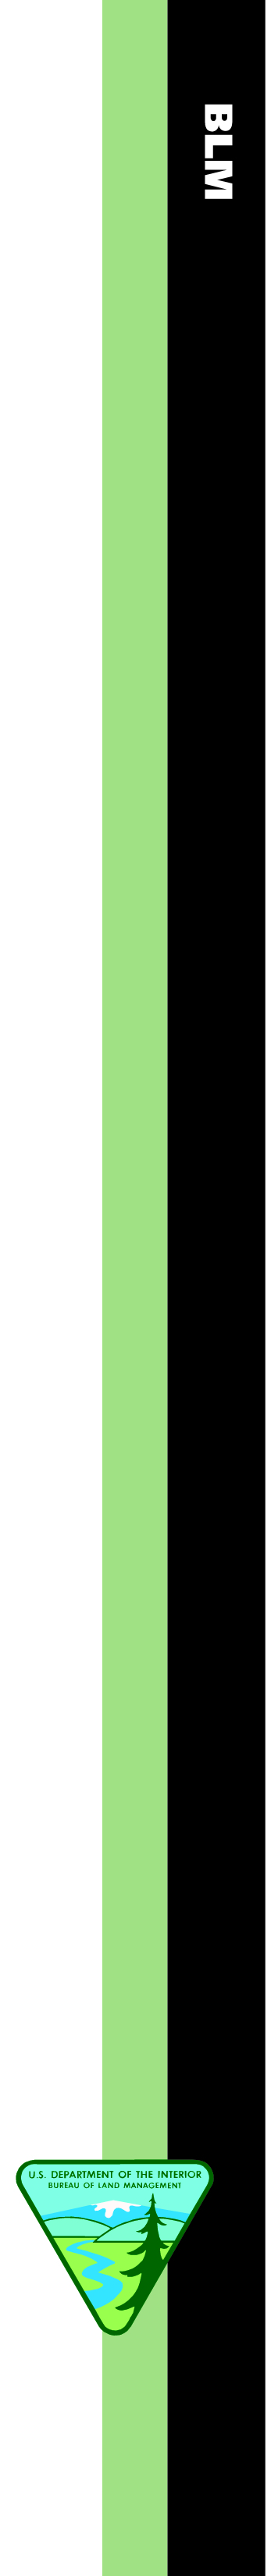 BLM
U.S. DEPARTMENT OF THE INTERIOR
BUREAU OF LAND MANAGEMENT